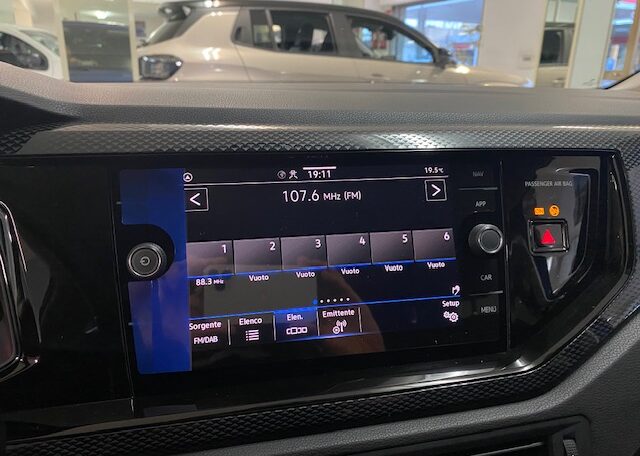 19:11 19.5°C
NAV
107.6 MHz (FM)
PASSENGER AIR BAG
APP
1 2 3 4 5 6
88.3 MHz Vuoto Vuoto Vuoto Vuoto Vuoto
CAR
Setup
MENU
Sorgente Elenco Elen. Emittente
FM/DAB